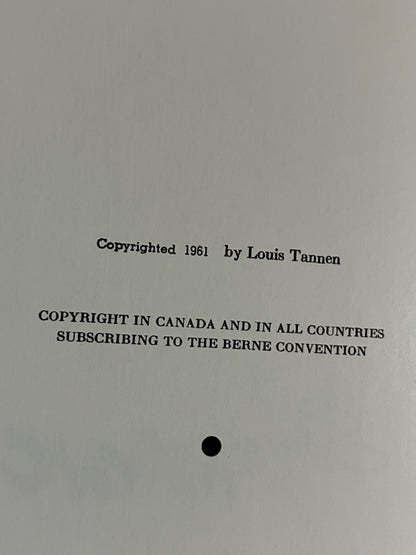 Copyrighted 1961 by Louis Tannen
COPYRIGHT IN CANADA AND IN ALL COUNTRIES
SUBSCRIBING TO THE BERNE CONVENTION